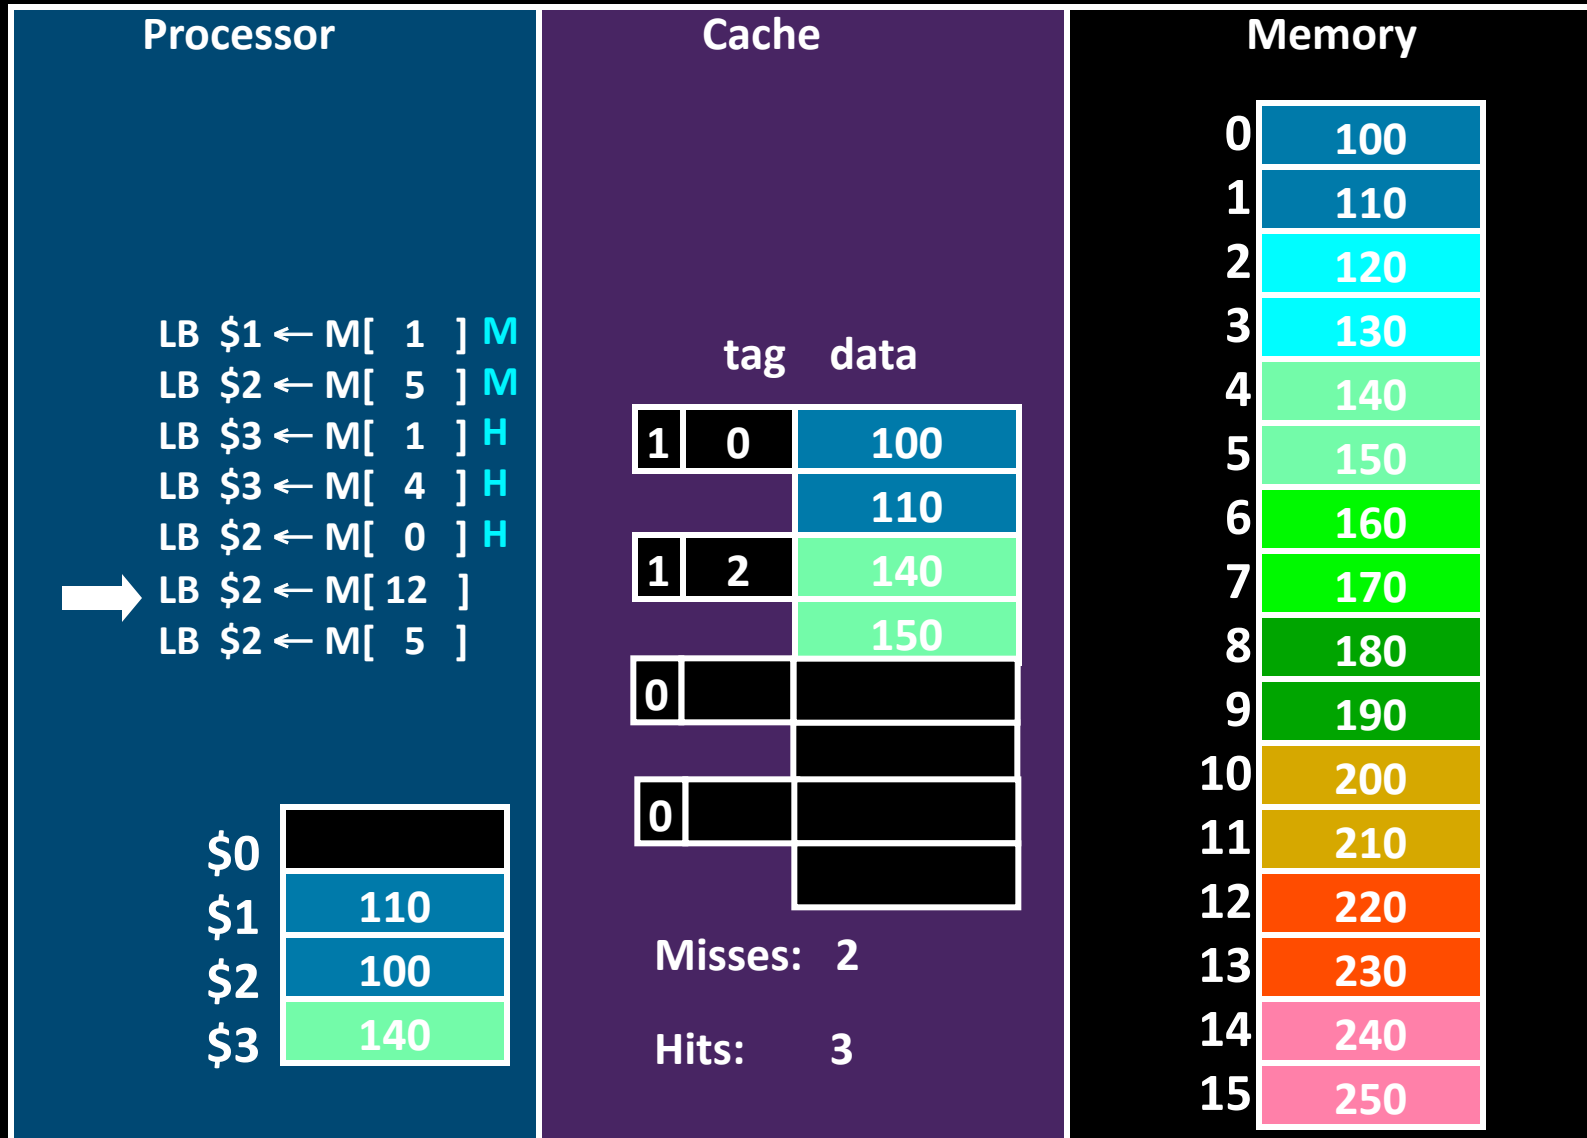 Processor
LB $1 ← M[ 1 ] M
LB $2 ← M[ 5 ] M
LB $3 ← M[ 1 ] H
LB $3 ← M[ 4 ] H
LB $2 ← M[ 0 ] H
LB $2 ← M[ 12 ]
LB $2 ← M[ 5 ]
$0
$1 110
$2 100
$3 140
Cache
tag data
1 0 100
110
1 2 140
150
0
0
Misses: 2
Hits: 3
Memory
0 100
1 110
2 120
3 130
4 140
5 150
6 160
7 170
8 180
9 190
10 200
11 210
12 220
13 230
14 240
15 250